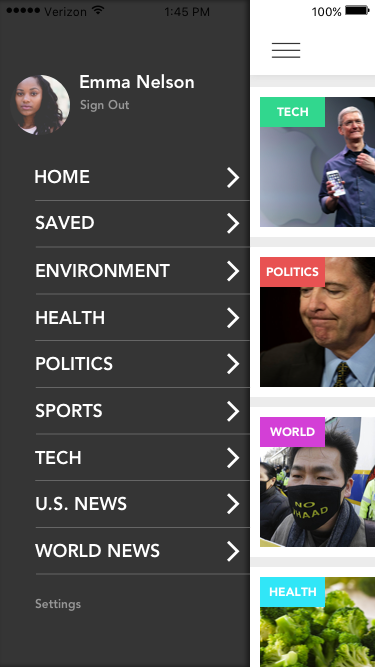 Verizon 1:45 PM 100%
Emma Nelson
Sign Out
HOME
SAVED
ENVIRONMENT
HEALTH
POLITICS
SPORTS
TECH
U.S. NEWS
WORLD NEWS
Settings
TECH
POLITICS
WORLD
NO
HAAD
HEALTH